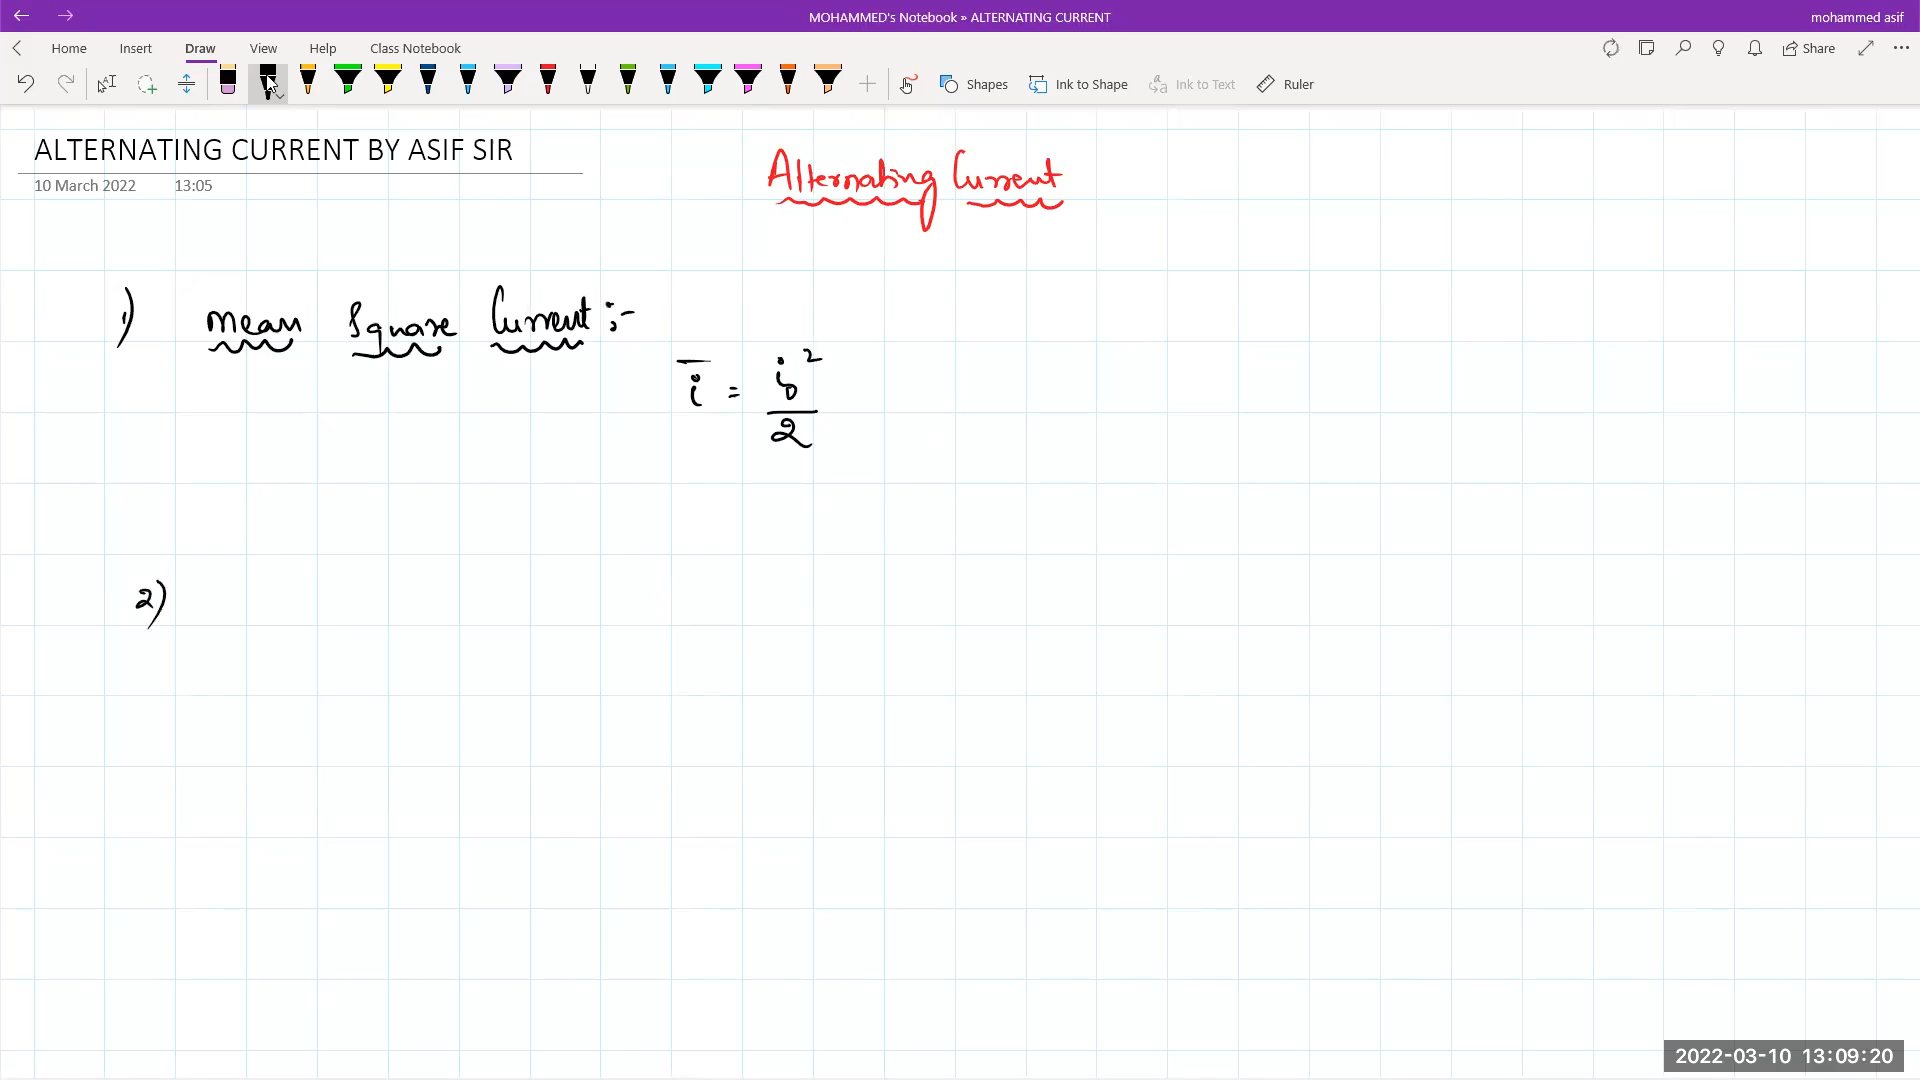 MOHAMMED's Notebook » ALTERNATING CURRENT
mohammed asif
Home Insert Draw View Help Class Notebook
Share
Shapes Ink to Shape Ink to Text Ruler
ALTERNATING CURRENT BY ASIF SIR
10 March 2022 13:05
Alternating Current
1) Mean Square Current :-
i̅ = i₀²/2
2)
2022-03-10 13:09:20